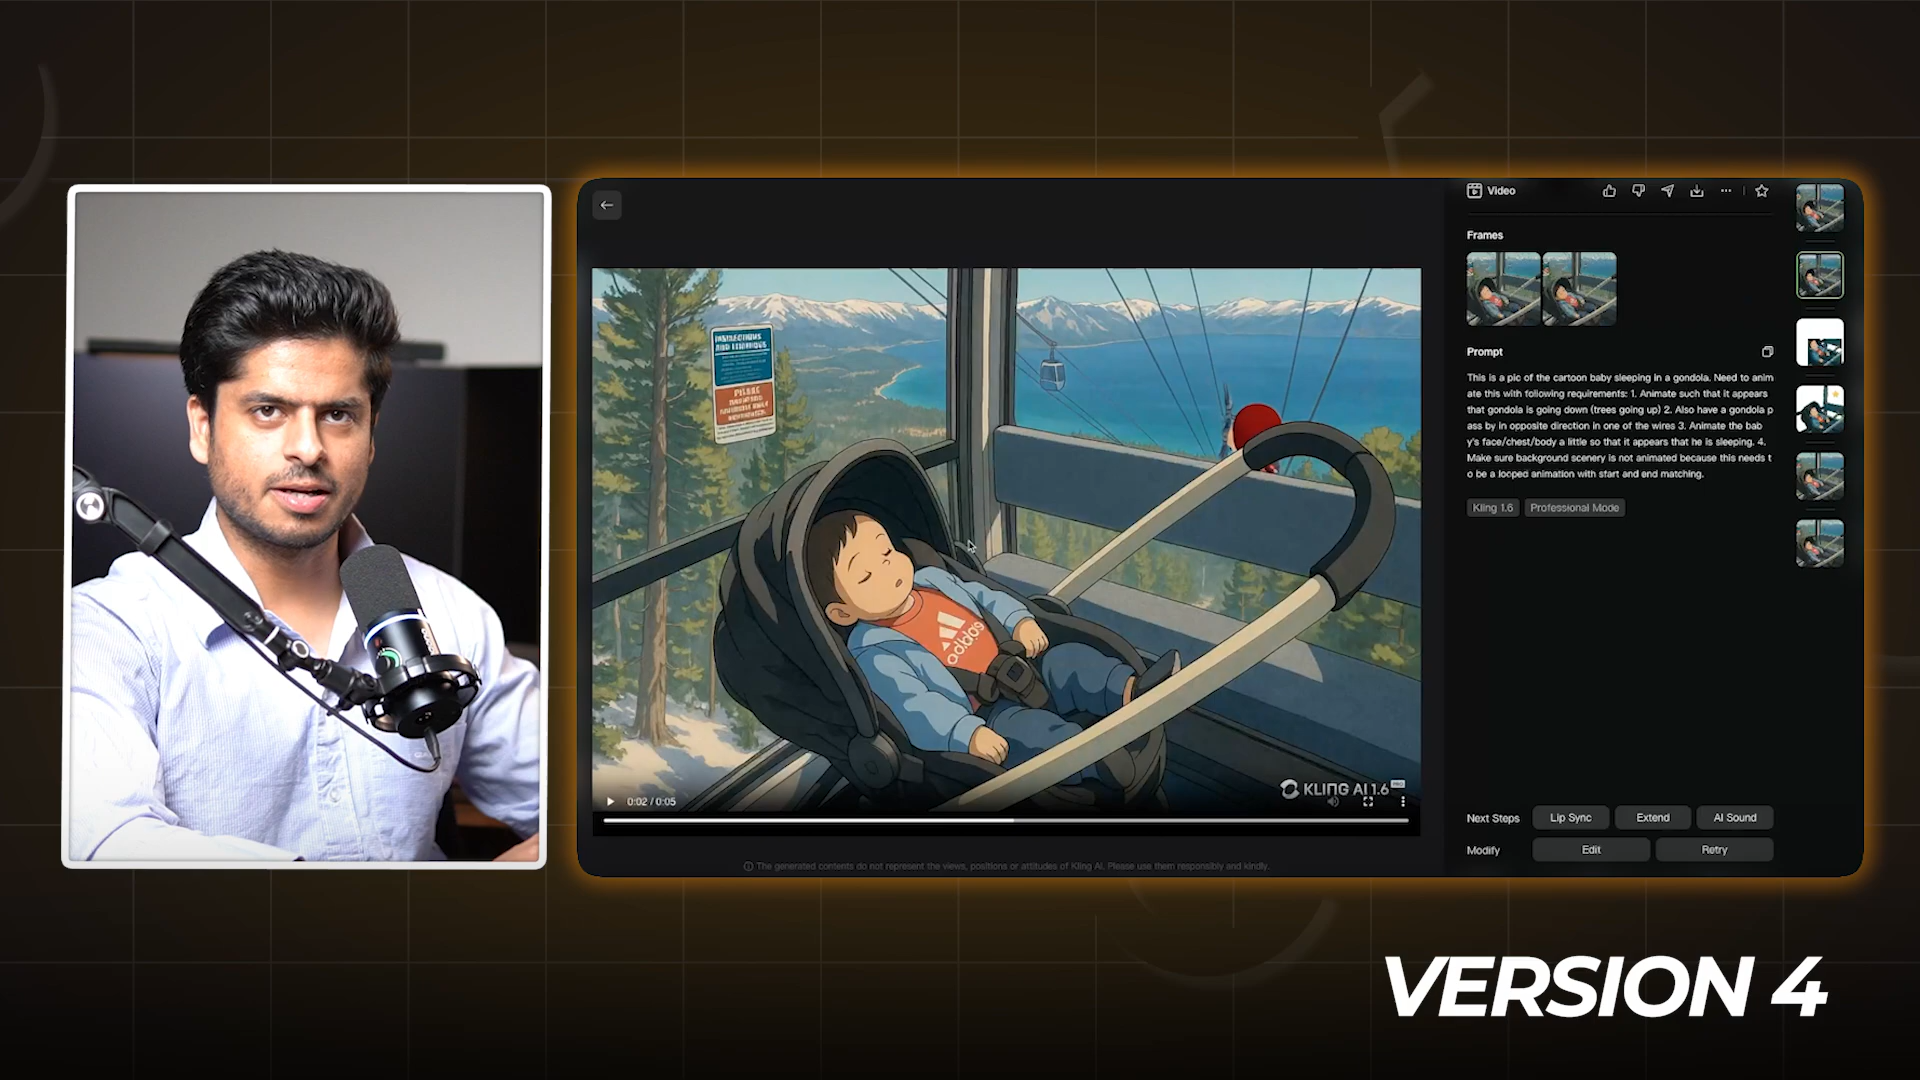 Video
Frames
Prompt
This is a pic of the cartoon baby sleeping in a gondola. Need to anim
ate this with following requirements: 1. Animate such that it appears
that gondola is going down (trees going up) 2. Also have a gondola p
ass by in opposite direction in one of the wires 3. Animate the bab
y's face/chest/body a little so that it appears that he is sleeping. 4.
Make sure background scenery is not animated because this needs t
o be a looped animation with start and end matching.
Kling 1.6
Professional Mode
adidas
KLING AI 1.6
PRO
0:02 / 0:05
Next Steps
Lip Sync
Extend
AI Sound
Modify
Edit
Retry
The generated contents do not represent the views, positions or attitudes of Kling AI. Please use them responsibly and kindly.
VERSION 4